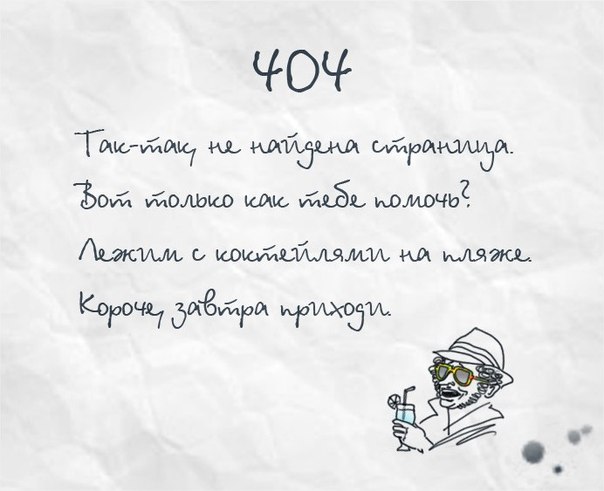 404
Так-так, не найдена страница.
Вот только как тебе помочь?
Лежим с коктейлями на пляже.
Короче, завтра приходи.